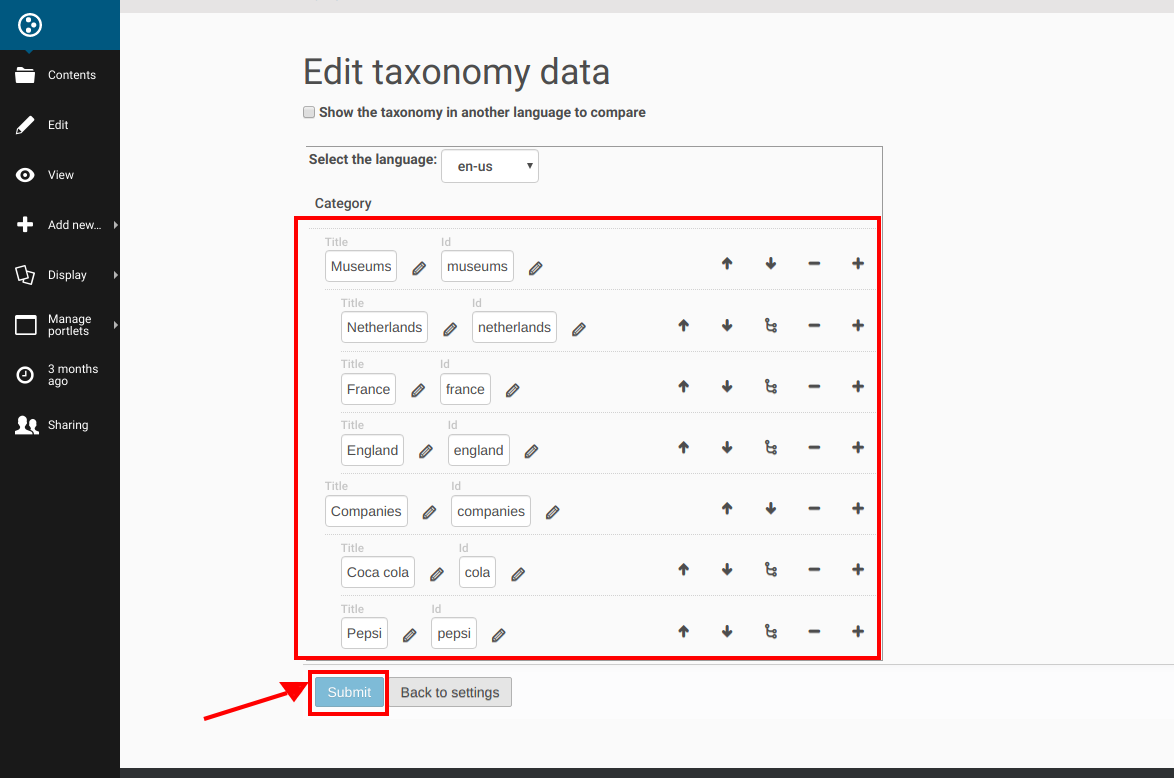 Contents
Edit
View
Add new...
Display
Manage
portlets
3 months
ago
Sharing
Edit taxonomy data
Show the taxonomy in another language to compare
Select the language: en-us
Category
Title Id
Museums museums
Title Id
Netherlands netherlands
Title Id
France france
Title Id
England england
Title Id
Companies companies
Title Id
Coca cola cola
Title Id
Pepsi pepsi
Submit Back to settings